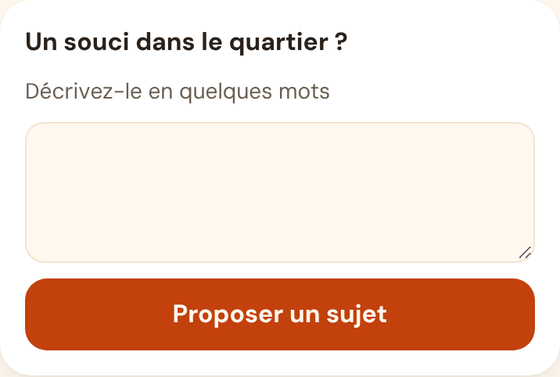 Un souci dans le quartier ?
Décrivez-le en quelques mots
Proposer un sujet